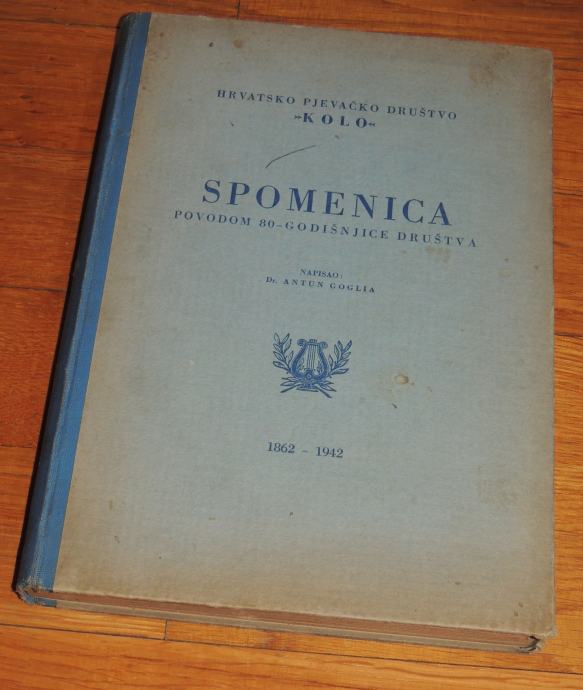 HRVATSKO PJEVAČKO DRUŠTVO
»KOLO«
SPOMENICA
POVODOM 80-GODIŠNJICE DRUŠTVA
NAPISAO:
Dr. ANTUN GOGLIA
1862 - 1942